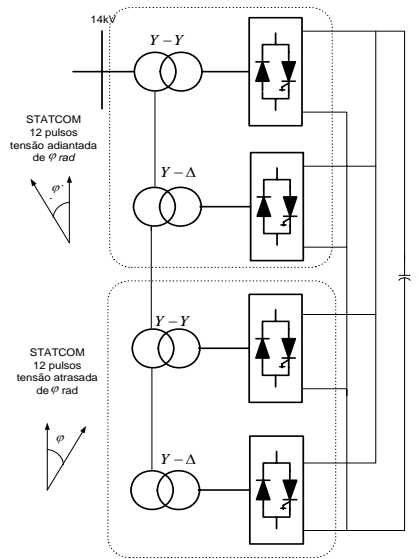 14kV
Y – Y
STATCOM
12 pulsos
tensão adiantada
de φ rad
φ
Y – Δ
Y – Y
STATCOM
12 pulsos
tensão atrasada
de φ rad
φ
Y – Δ